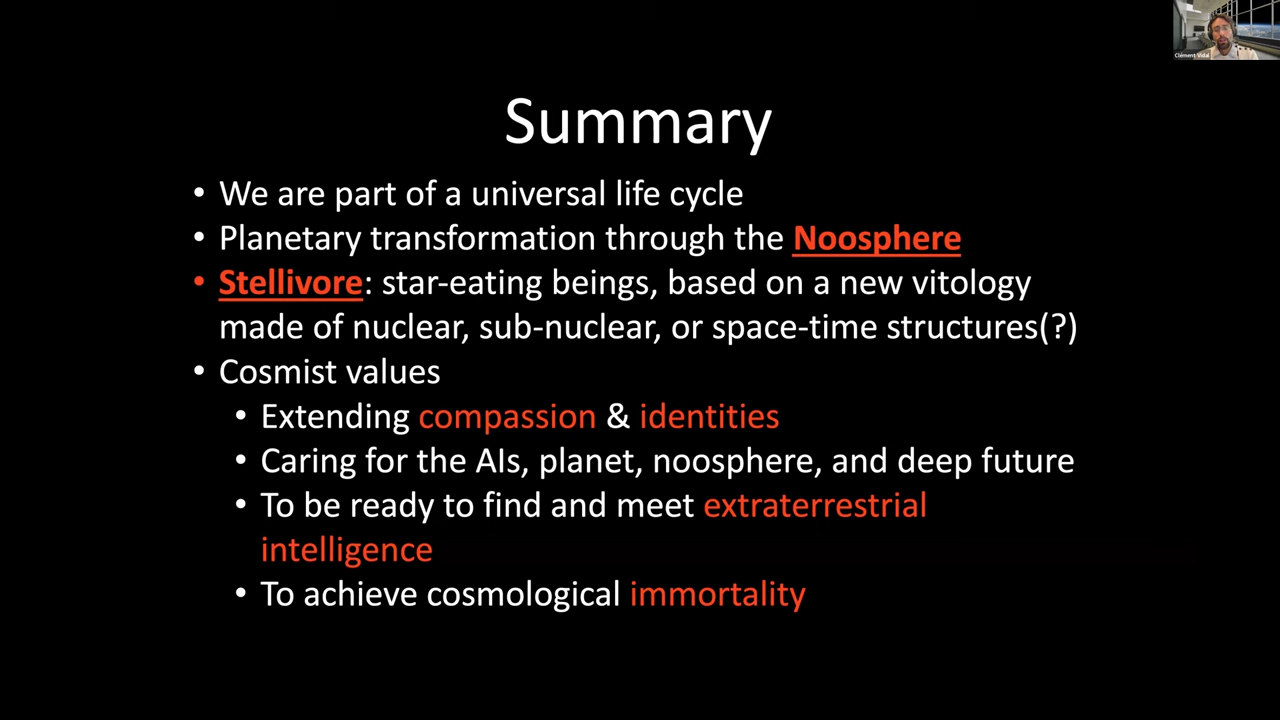 Clément Vidal
Summary
• We are part of a universal life cycle
• Planetary transformation through the Noosphere
• Stellivore: star-eating beings, based on a new vitology
made of nuclear, sub-nuclear, or space-time structures(?)
• Cosmist values
• Extending compassion & identities
• Caring for the AIs, planet, noosphere, and deep future
• To be ready to find and meet extraterrestrial
intelligence
• To achieve cosmological immortality